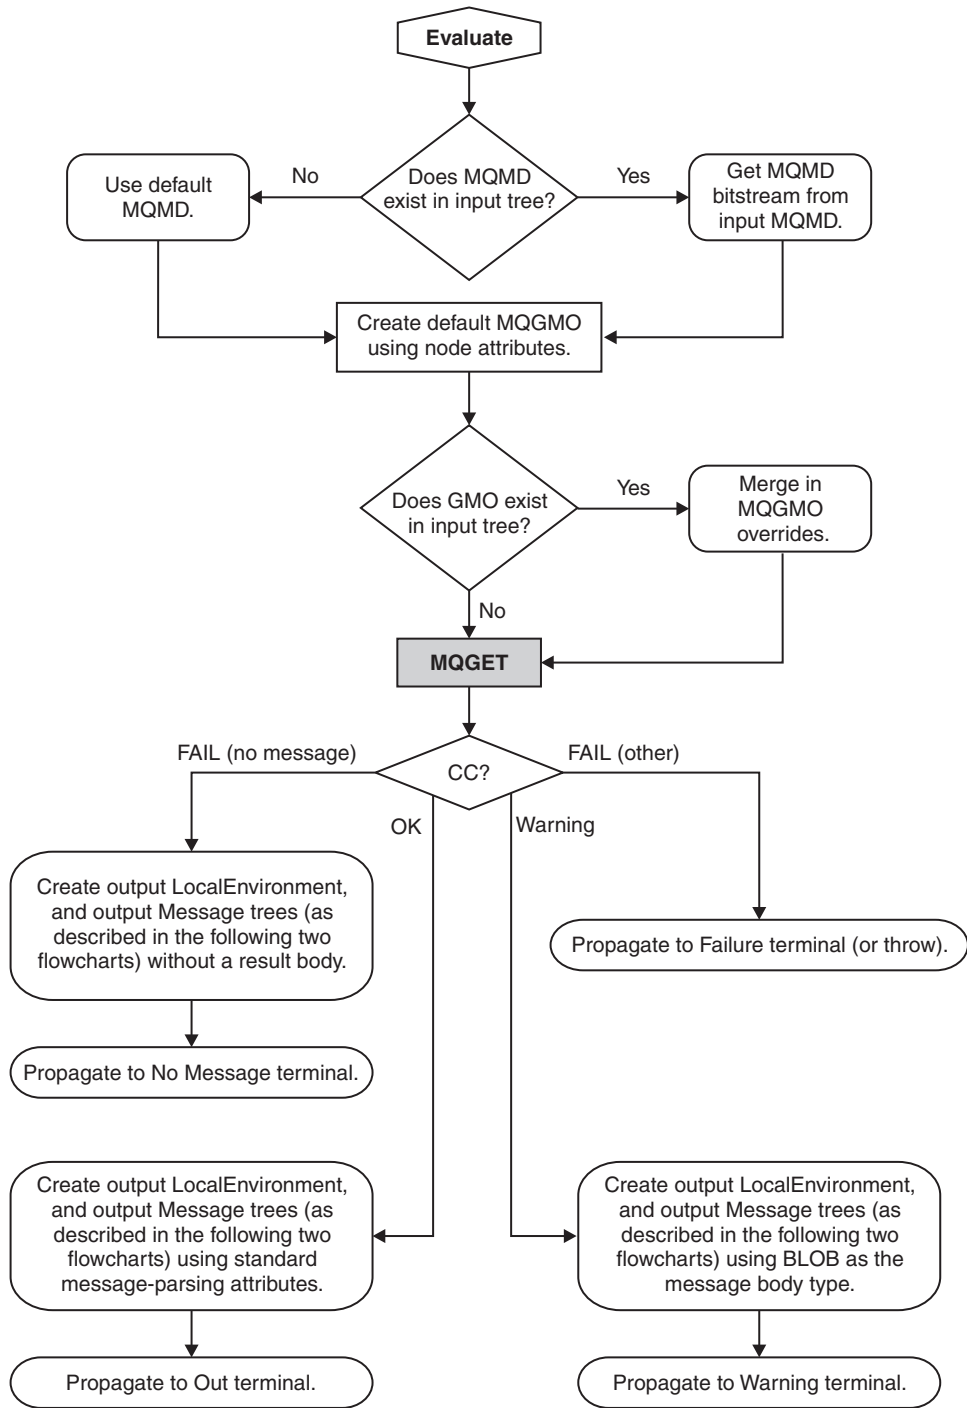 Evaluate
Does MQMD
exist in input tree?
No
Yes
Use default
MQMD.
Get MQMD
bitstream from
input MQMD.
Create default MQGMO
using node attributes.
Does GMO exist
in input tree?
Yes
Merge in
MQGMO
overrides.
No
MQGET
CC?
FAIL (no message)
FAIL (other)
OK
Warning
Create output LocalEnvironment,
and output Message trees (as
described in the following two
flowcharts) without a result body.
Propagate to Failure terminal (or throw).
Propagate to No Message terminal.
Create output LocalEnvironment,
and output Message trees (as
described in the following two
flowcharts) using standard
message-parsing attributes.
Create output LocalEnvironment,
and output Message trees (as
described in the following two
flowcharts) using BLOB as the
message body type.
Propagate to Out terminal.
Propagate to Warning terminal.